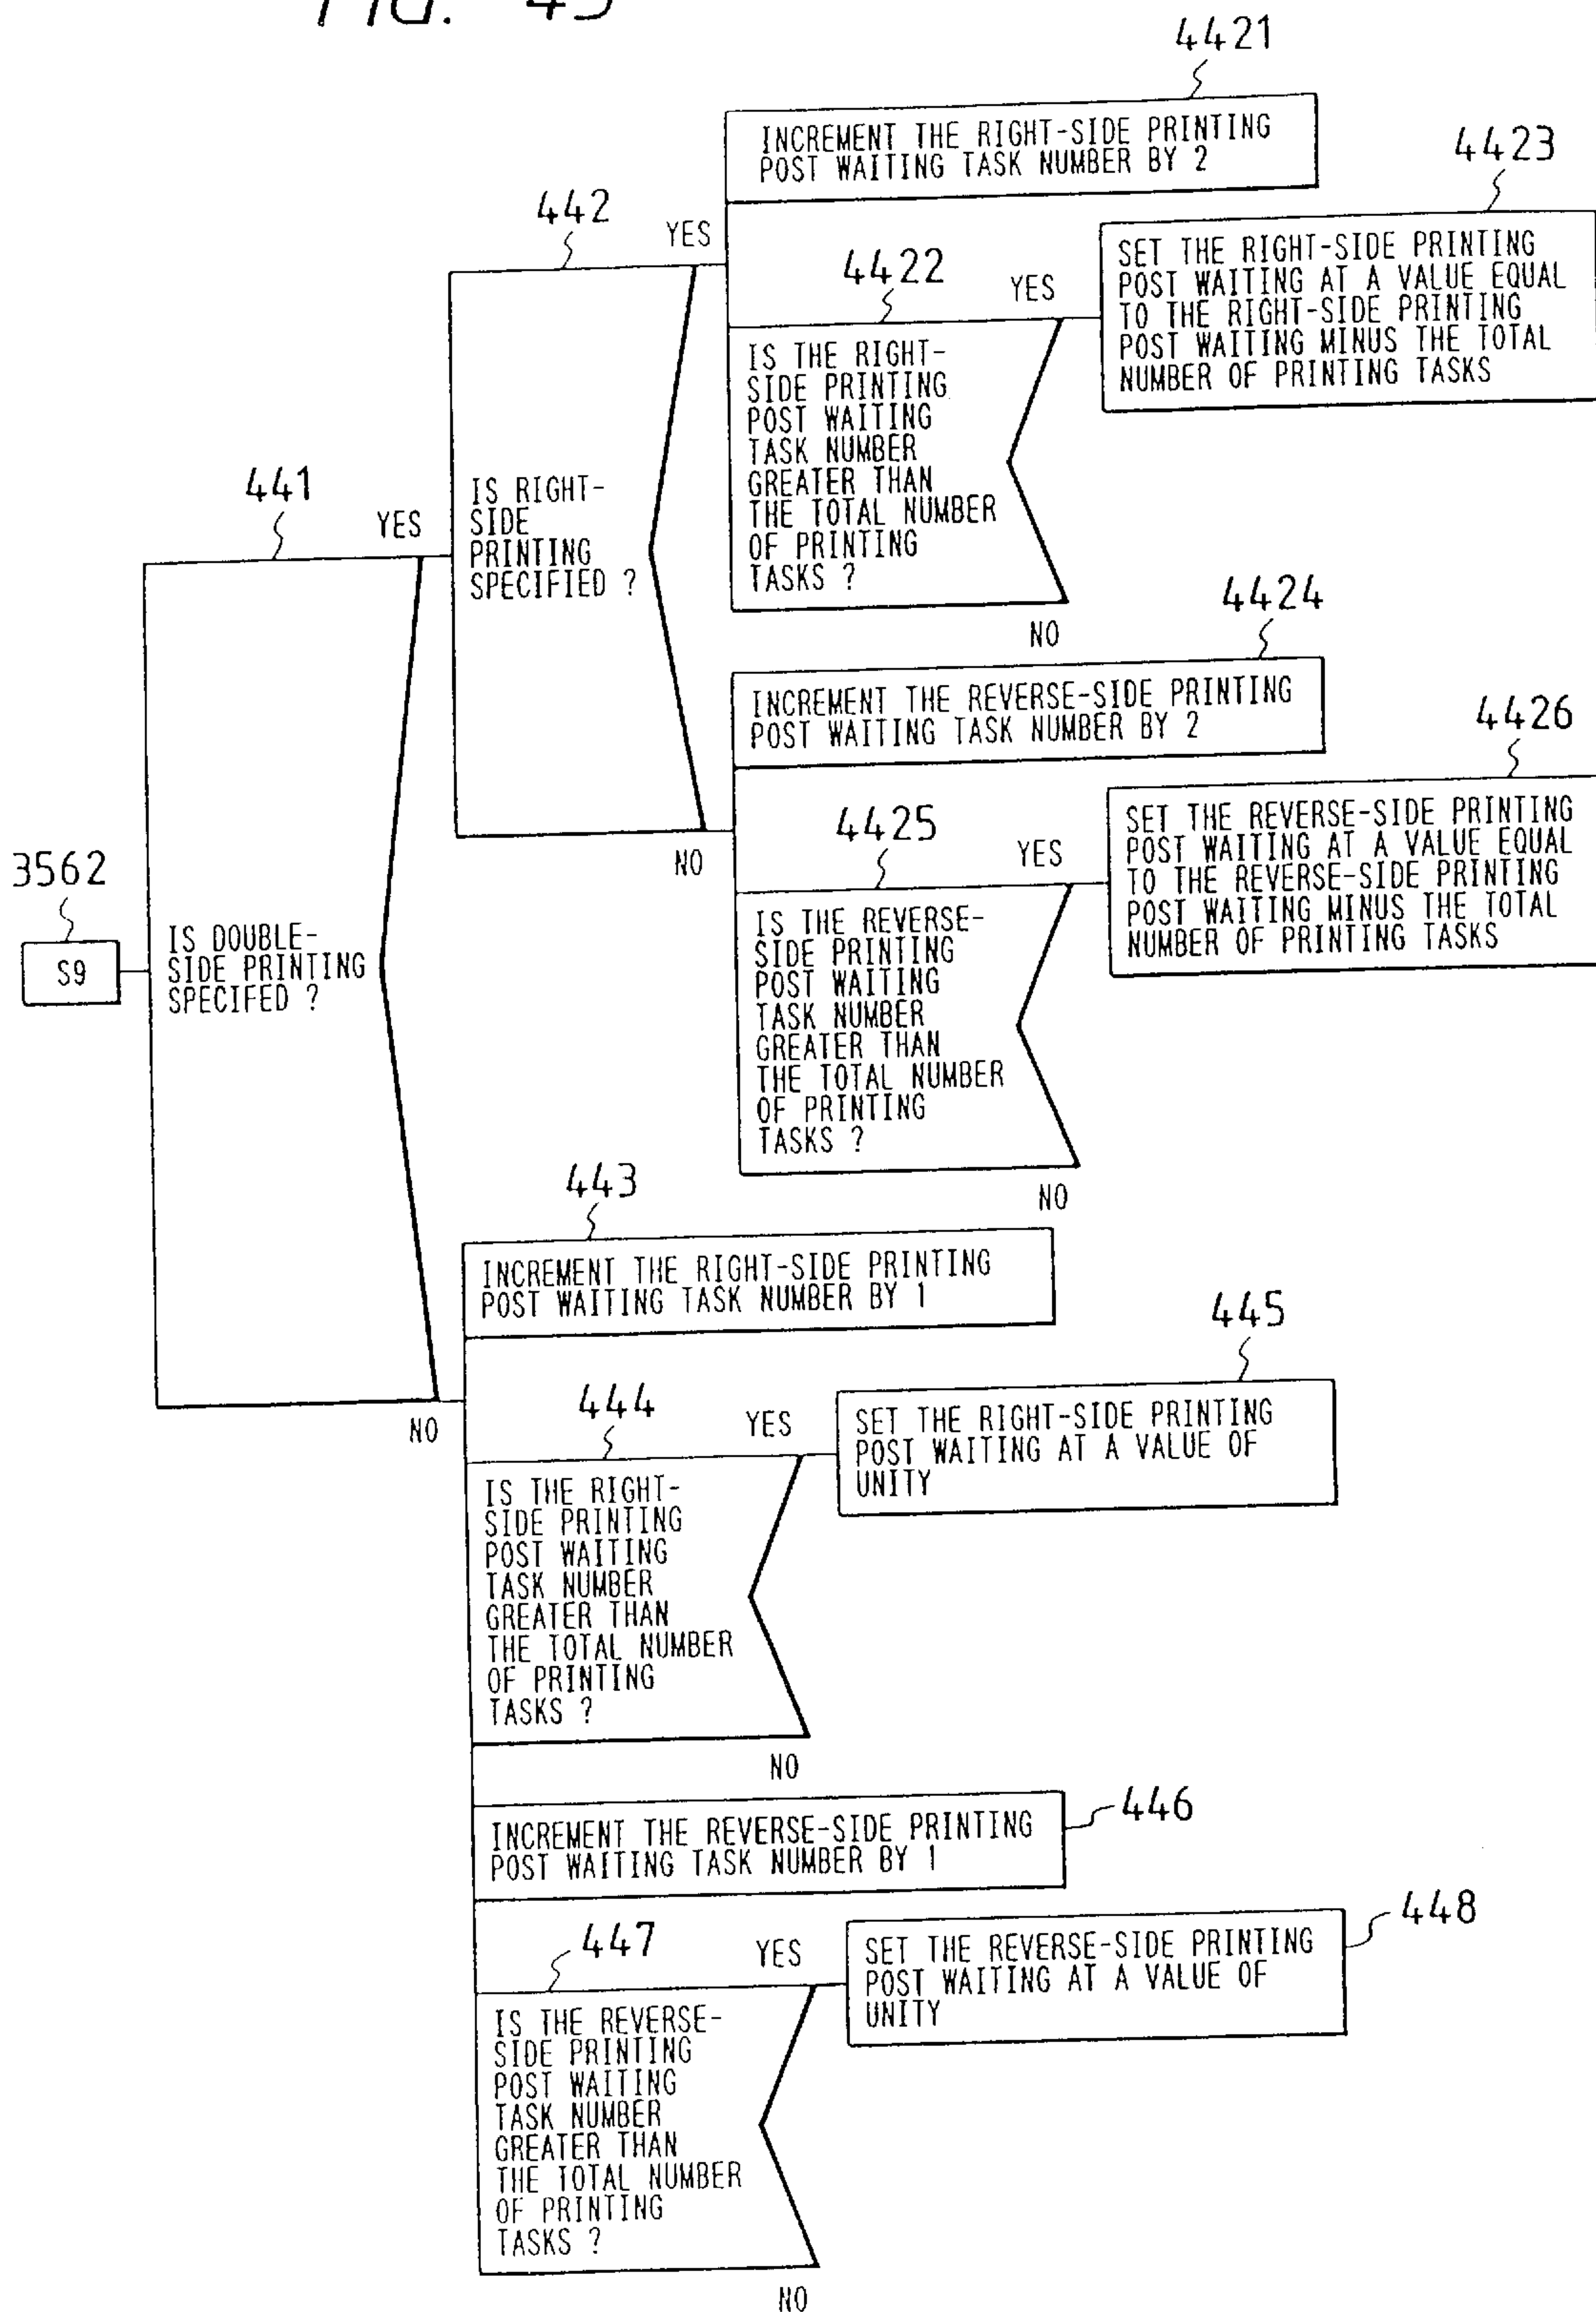 FIG. 45
4421
INCREMENT THE RIGHT-SIDE PRINTING
POST WAITING TASK NUMBER BY 2
4423
SET THE RIGHT-SIDE PRINTING
POST WAITING AT A VALUE EQUAL
TO THE RIGHT-SIDE PRINTING
POST WAITING MINUS THE TOTAL
NUMBER OF PRINTING TASKS
442
YES
4422
YES
IS THE RIGHT-
SIDE PRINTING
POST WAITING
TASK NUMBER
GREATER THAN
THE TOTAL NUMBER
OF PRINTING
TASKS ?
NO
441
YES
IS RIGHT-
SIDE
PRINTING
SPECIFIED ?
NO
4424
INCREMENT THE REVERSE-SIDE PRINTING
POST WAITING TASK NUMBER BY 2
4426
SET THE REVERSE-SIDE PRINTING
POST WAITING AT A VALUE EQUAL
TO THE REVERSE-SIDE PRINTING
POST WAITING MINUS THE TOTAL
NUMBER OF PRINTING TASKS
4425
YES
IS THE REVERSE-
SIDE PRINTING
POST WAITING
TASK NUMBER
GREATER THAN
THE TOTAL NUMBER
OF PRINTING
TASKS ?
NO
3562
S9
IS DOUBLE-
SIDE PRINTING
SPECIFED ?
NO
443
INCREMENT THE RIGHT-SIDE PRINTING
POST WAITING TASK NUMBER BY 1
445
SET THE RIGHT-SIDE PRINTING
POST WAITING AT A VALUE OF
UNITY
444
YES
IS THE RIGHT-
SIDE PRINTING
POST WAITING
TASK NUMBER
GREATER THAN
THE TOTAL NUMBER
OF PRINTING
TASKS ?
NO
446
INCREMENT THE REVERSE-SIDE PRINTING
POST WAITING TASK NUMBER BY 1
448
SET THE REVERSE-SIDE PRINTING
POST WAITING AT A VALUE OF
UNITY
447
YES
IS THE REVERSE-
SIDE PRINTING
POST WAITING
TASK NUMBER
GREATER THAN
THE TOTAL NUMBER
OF PRINTING
TASKS ?
NO